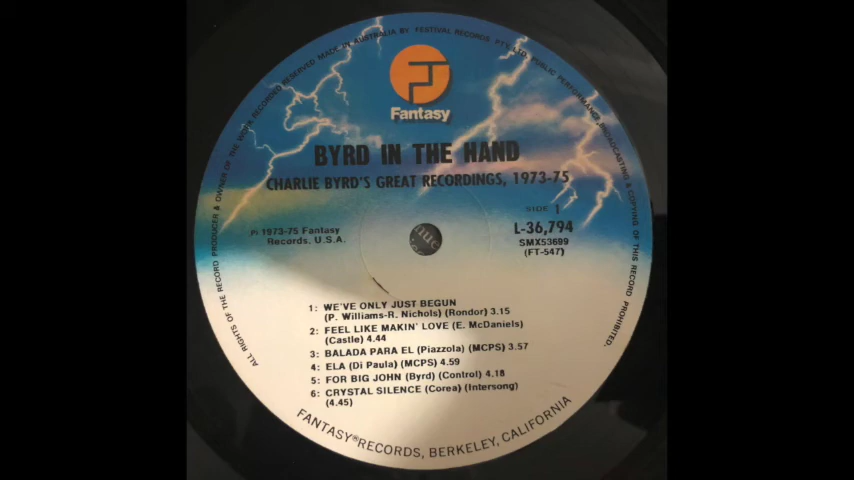 ALL RIGHTS OF THE RECORD PRODUCER & OWNER OF THE WORK RECORDED RESERVED MADE IN AUSTRALIA BY FESTIVAL RECORDS PTY. LTD. PUBLIC PERFORMANCE, BROADCASTING & COPYING OF THIS RECORD PROHIBITED.
Fantasy
BYRD IN THE HAND
CHARLIE BYRD'S GREAT RECORDINGS, 1973-75
SIDE 1
L-36,794
SMX53699
(FT-547)
℗ 1973-75 Fantasy
Records, U.S.A.
1: WE'VE ONLY JUST BEGUN
(P. Williams-R. Nichols) (Rondor) 3.15
2: FEEL LIKE MAKIN' LOVE (E. McDaniels)
(Castle) 4.44
3: BALADA PARA EL (Piazzola) (MCPS) 3.57
4: ELA (Di Paula) (MCPS) 4.59
5: FOR BIG JOHN (Byrd) (Control) 4.18
6: CRYSTAL SILENCE (Corea) (Intersong)
(4.45)
FANTASY® RECORDS, BERKELEY, CALIFORNIA